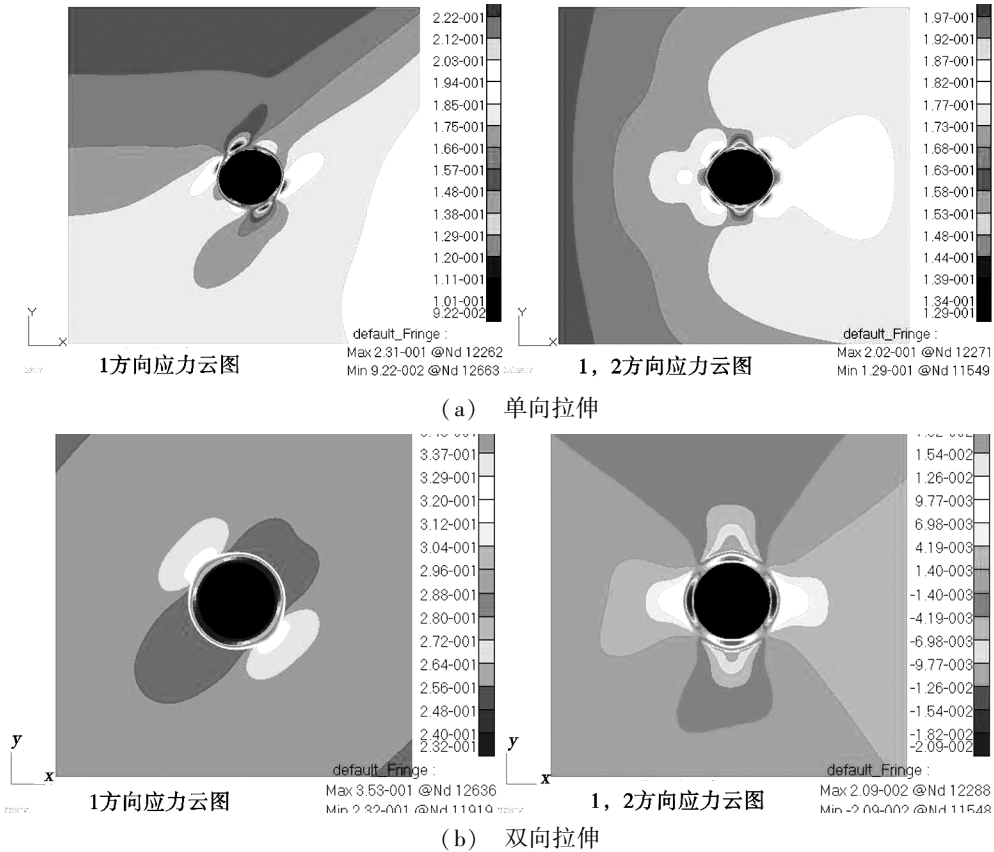 2.22-001
2.12-001
2.03-001
1.94-001
1.85-001
1.75-001
1.66-001
1.57-001
1.48-001
1.38-001
1.29-001
1.20-001
1.11-001
1.01-001
9.22-002
Y
X
default_Fringe :
Max 2.31-001 @Nd 12262
Min 9.22-002 @Nd 12663
1方向应力云图
1.97-001
1.92-001
1.87-001
1.82-001
1.77-001
1.73-001
1.68-001
1.63-001
1.58-001
1.53-001
1.48-001
1.44-001
1.39-001
1.34-001
1.29-001
Y
X
default_Fringe :
Max 2.02-001 @Nd 12271
Min 1.29-001 @Nd 11549
1，2方向应力云图
(a) 单向拉伸
3.37-001
3.29-001
3.20-001
3.12-001
3.04-001
2.96-001
2.88-001
2.80-001
2.72-001
2.64-001
2.56-001
2.48-001
2.40-001
2.32-001
y
x
default_Fringe :
Max 3.53-001 @Nd 12636
Min 2.32-001 @Nd 11919
1方向应力云图
1.54-002
1.26-002
9.77-003
6.98-003
4.19-003
1.40-003
-1.40-003
-4.19-003
-6.98-003
-9.77-003
-1.26-002
-1.54-002
-1.82-002
-2.09-002
y
x
default_Fringe :
Max 2.09-002 @Nd 12288
Min -2.09-002 @Nd 11548
1，2方向应力云图
(b) 双向拉伸